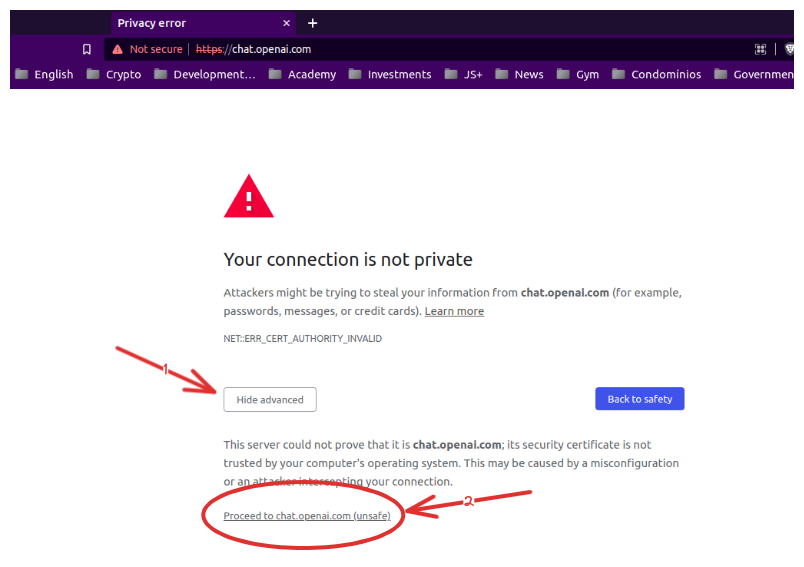 Privacy error
Not secure https://chat.openai.com
English Crypto Development... Academy Investments JS+ News Gym Condomínios Governmen
Your connection is not private
Attackers might be trying to steal your information from chat.openai.com (for example,
passwords, messages, or credit cards). Learn more
NET::ERR_CERT_AUTHORITY_INVALID
1
Hide advanced Back to safety
This server could not prove that it is chat.openai.com; its security certificate is not
trusted by your computer's operating system. This may be caused by a misconfiguration
or an attacker intercepting your connection.
2
Proceed to chat.openai.com (unsafe)